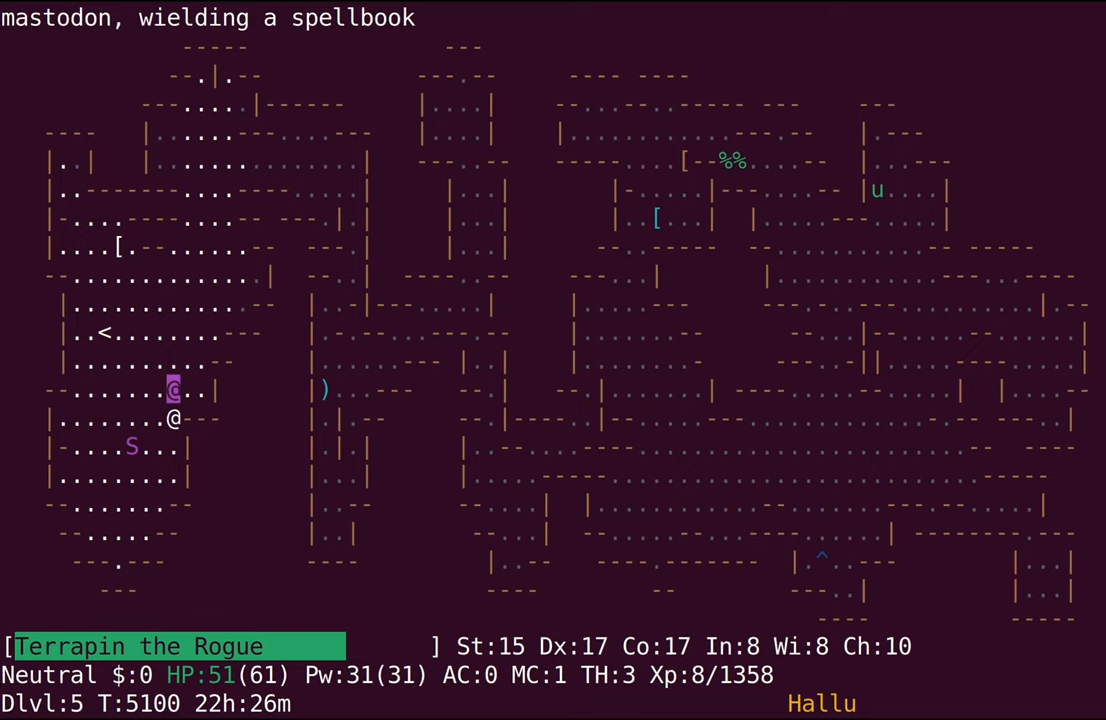 mastodon, wielding a spellbook
[Terrapin the Rogue ] St:15 Dx:17 Co:17 In:8 Wi:8 Ch:10
Neutral $:0 HP:51(61) Pw:31(31) AC:0 MC:1 TH:3 Xp:8/1358
Dlvl:5 T:5100 22h:26m Hallu